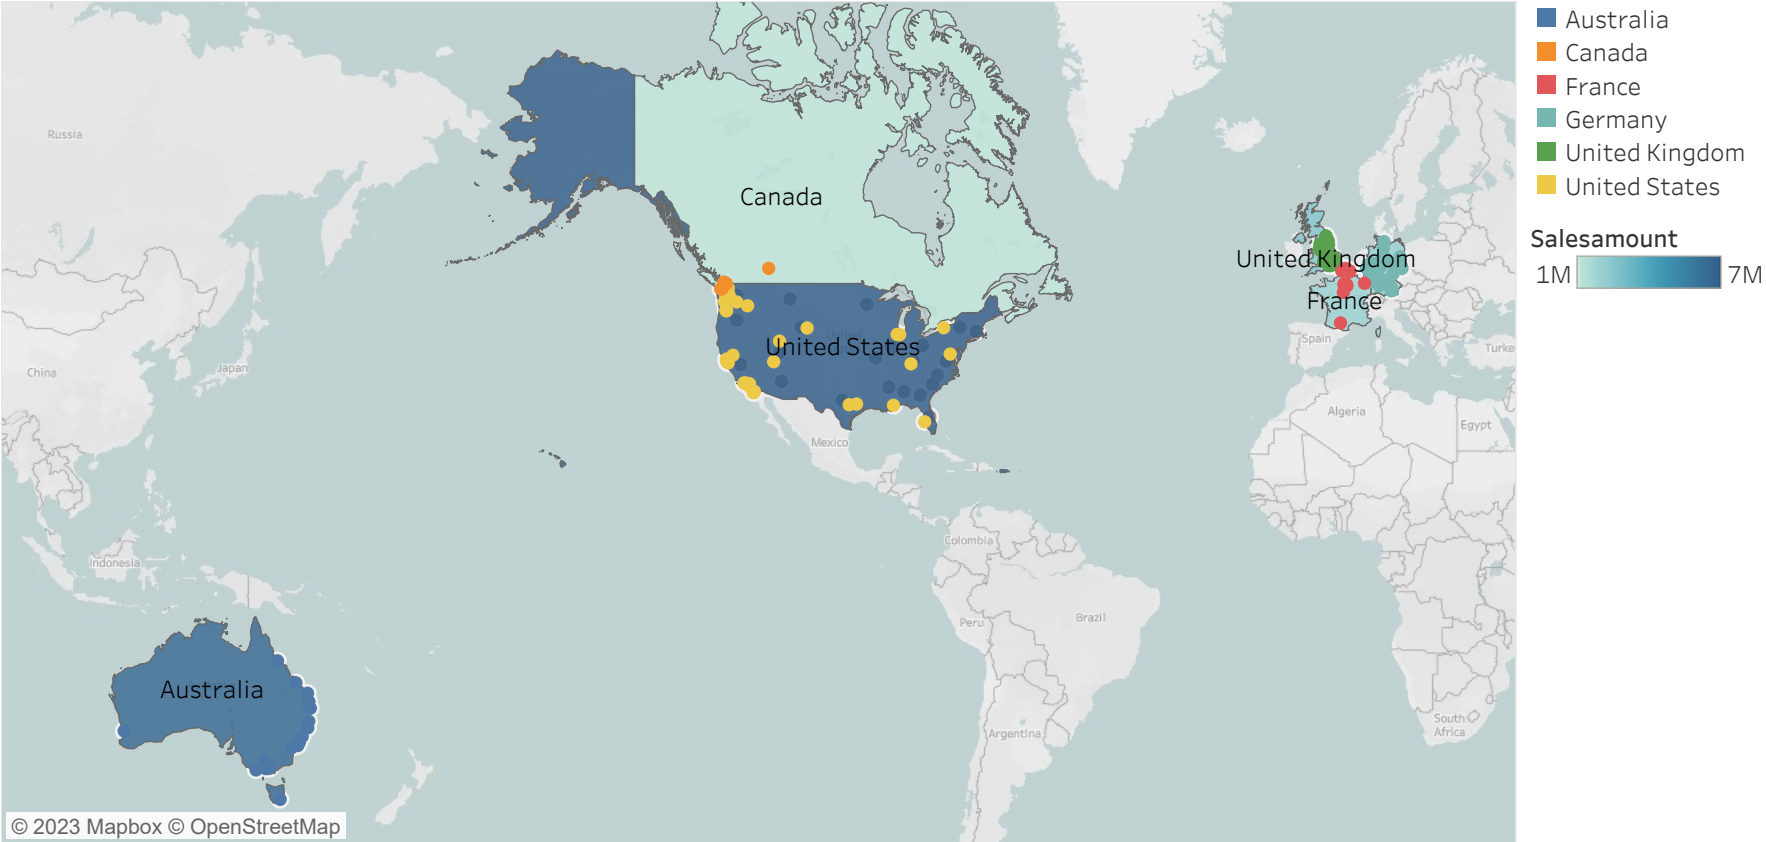 Russia
China
Japan
Indonesia
Australia
Canada
United States
United
Mexico
Colombia
Peru
Brazil
Argentina
United Kingdom
France
Spain
Turke
Algeria
Egypt
South
Africa
© 2023 Mapbox © OpenStreetMap
Australia
Canada
France
Germany
United Kingdom
United States
Salesamount
1M 7M